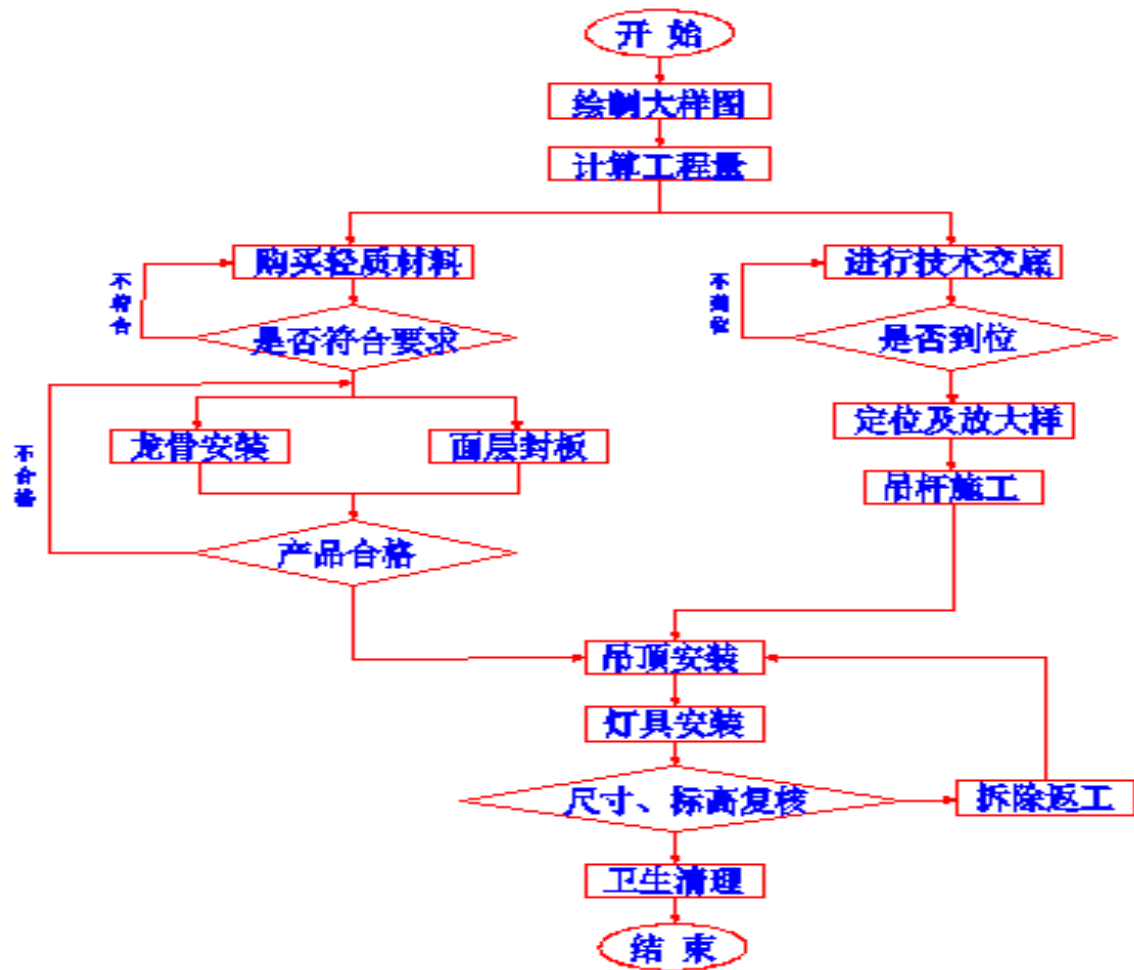 开 始
绘制大样图
计算工程量
购买轻质材料
进行技术交底
不符合
不到位
是否符合要求
是否到位
定位及放大样
龙骨安装
面层封板
不合格
吊杆施工
产品合格
吊顶安装
灯具安装
尺寸、标高复核
拆除返工
卫生清理
结 束